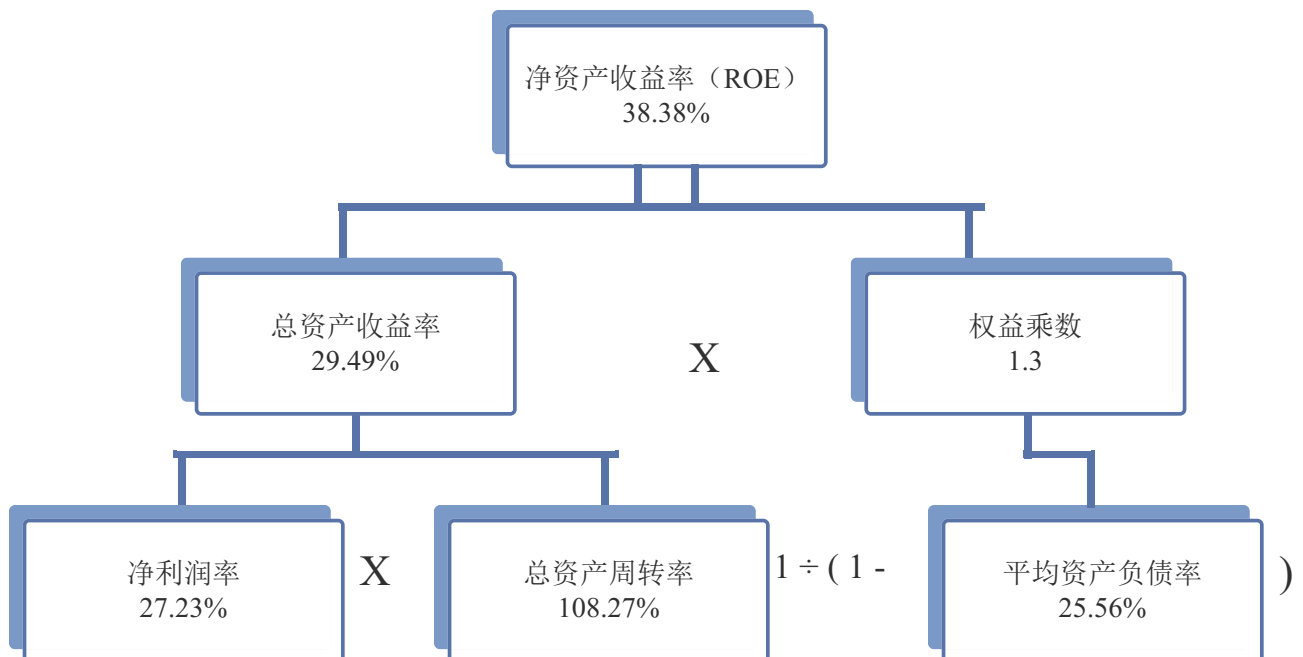 净资产收益率（ROE）
38.38%
总资产收益率
29.49%
X
权益乘数
1.3
净利润率
27.23%
X
总资产周转率
108.27%
1 ÷ ( 1 -
平均资产负债率
25.56%
)